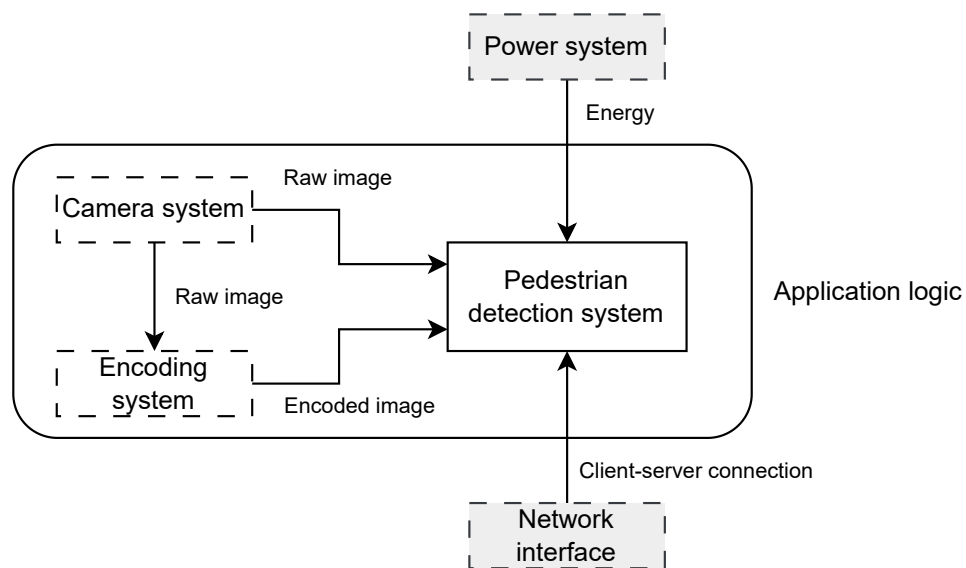 Power system
Energy
Raw image
Camera system
Raw image
Pedestrian
detection system
Application logic
Encoding
system
Encoded image
Client-server connection
Network
interface